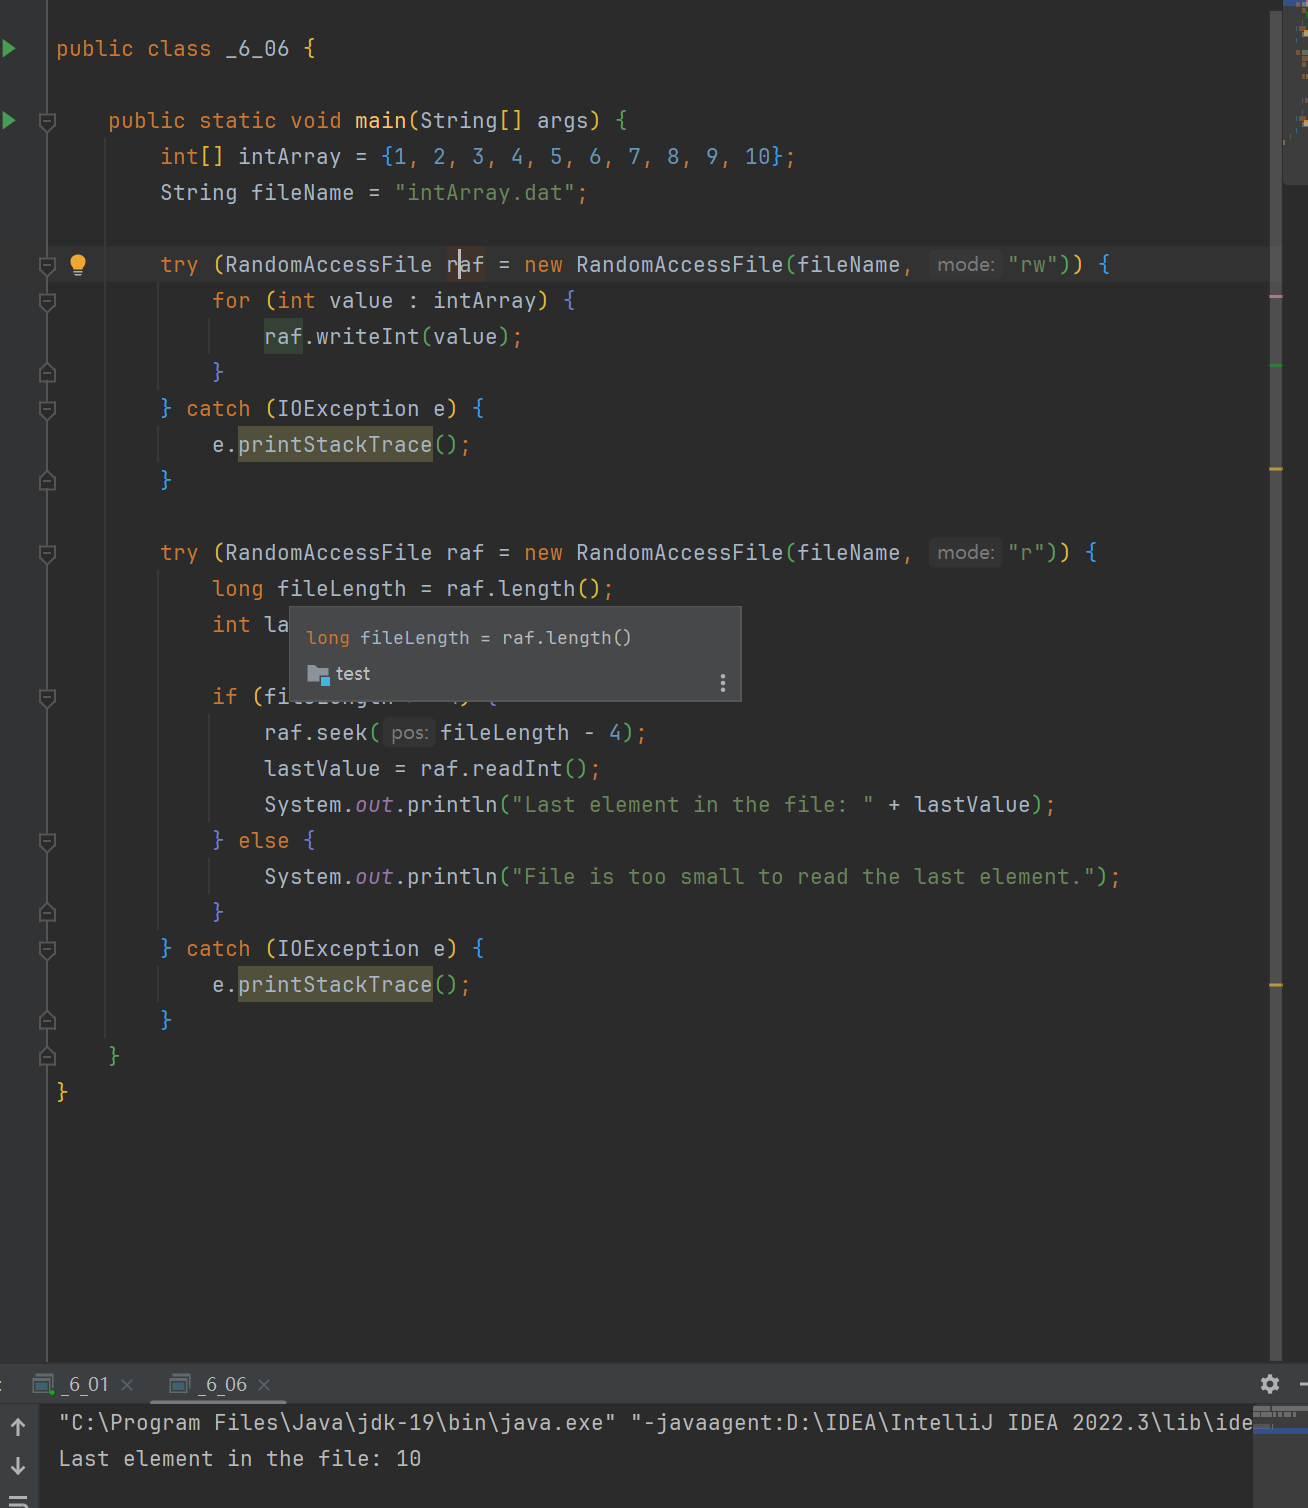 public class _6_06 {
public static void main(String[] args) {
int[] intArray = {1, 2, 3, 4, 5, 6, 7, 8, 9, 10};
String fileName = "intArray.dat";
try (RandomAccessFile raf = new RandomAccessFile(fileName, mode: "rw")) {
for (int value : intArray) {
raf.writeInt(value);
}
} catch (IOException e) {
e.printStackTrace();
}
try (RandomAccessFile raf = new RandomAccessFile(fileName, mode: "r")) {
long fileLength = raf.length();
int la
long fileLength = raf.length()
test
if (
raf.seek( pos: fileLength - 4);
lastValue = raf.readInt();
System.out.println("Last element in the file: " + lastValue);
} else {
System.out.println("File is too small to read the last element.");
}
} catch (IOException e) {
e.printStackTrace();
}
}
}
_6_01 _6_06
"C:\Program Files\Java\jdk-19\bin\java.exe" "-javaagent:D:\IDEA\IntelliJ IDEA 2022.3\lib\ide
Last element in the file: 10